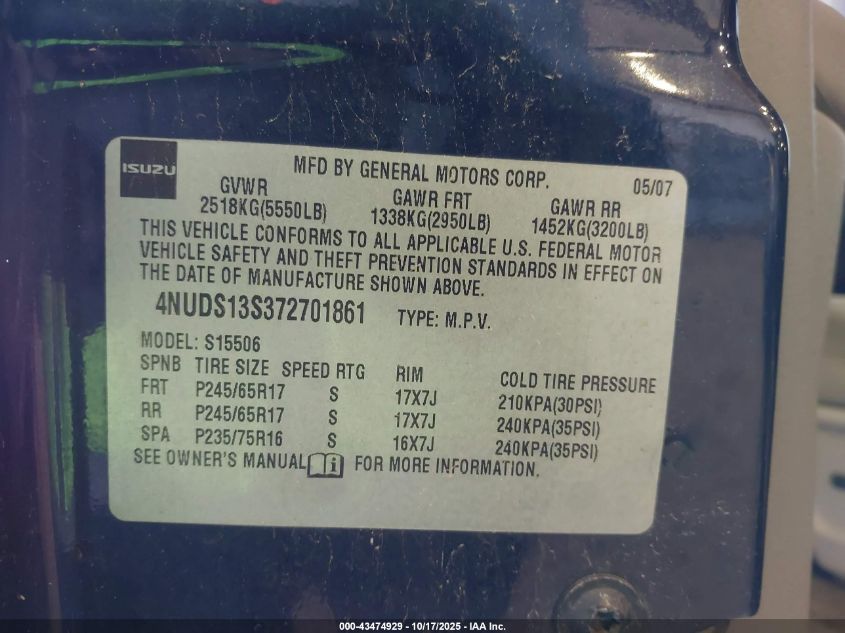 ISUZU
MFD BY GENERAL MOTORS CORP. 05/07
GVWR GAWR FRT GAWR RR
2518KG(5550LB) 1338KG(2950LB) 1452KG(3200LB)
THIS VEHICLE CONFORMS TO ALL APPLICABLE U.S. FEDERAL MOTOR
VEHICLE SAFETY AND THEFT PREVENTION STANDARDS IN EFFECT ON
THE DATE OF MANUFACTURE SHOWN ABOVE.
4NUDS13S372701861 TYPE: M.P.V.
MODEL: S15506
SPNB TIRE SIZE SPEED RTG RIM COLD TIRE PRESSURE
FRT P245/65R17 S 17X7J 210KPA(30PSI)
RR P245/65R17 S 17X7J 240KPA(35PSI)
SPA P235/75R16 S 16X7J 240KPA(35PSI)
SEE OWNER'S MANUAL i FOR MORE INFORMATION.
000-43474929 - 10/17/2025 - IAA Inc.